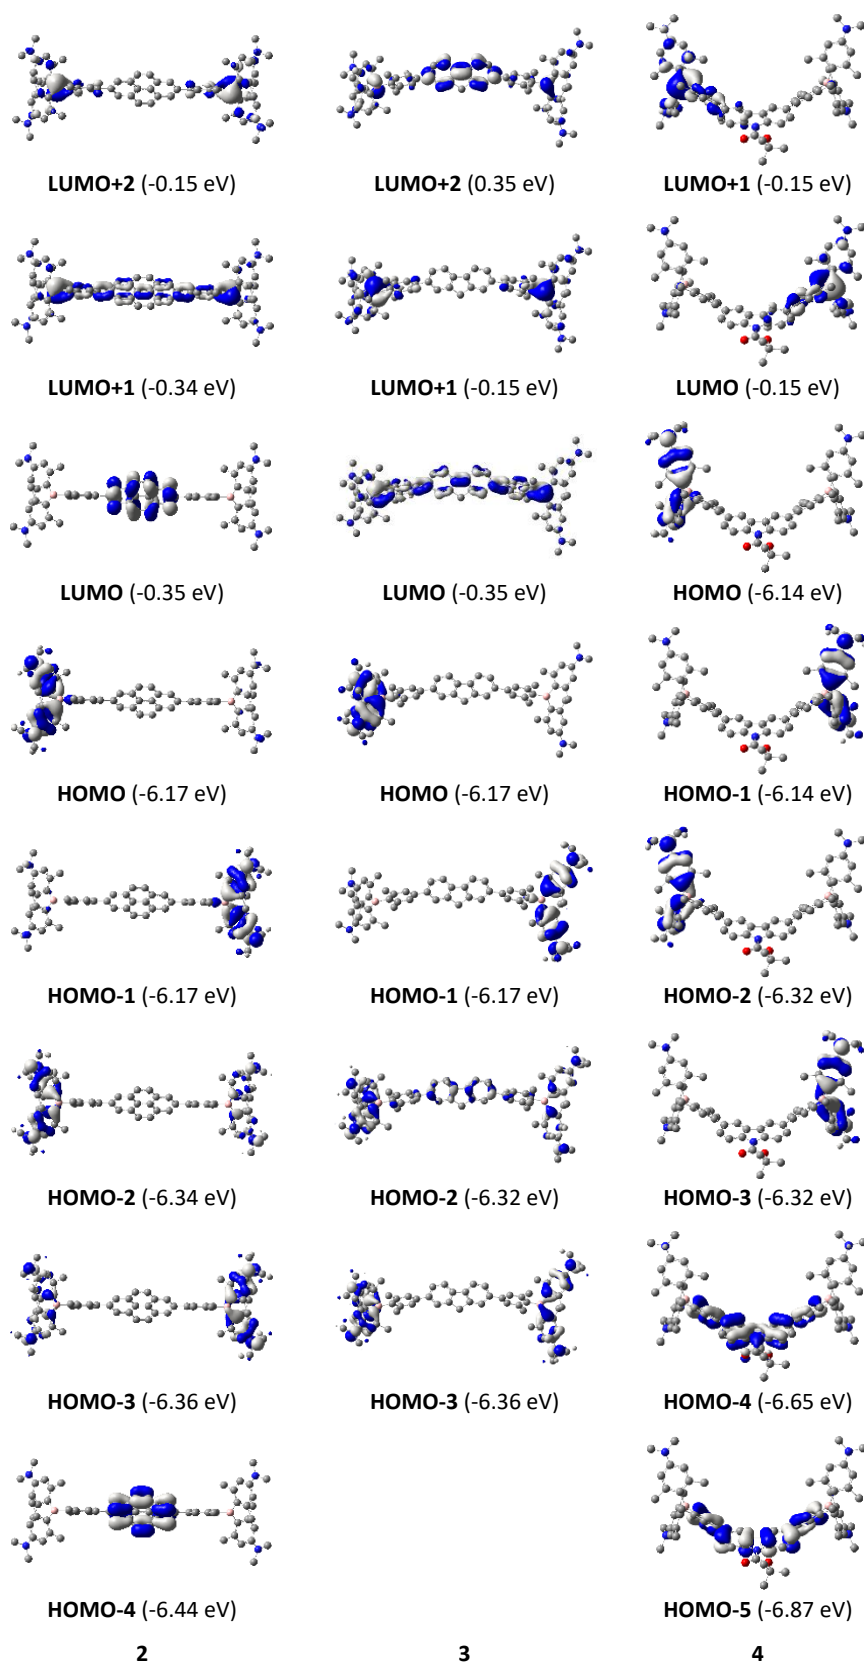 LUMO+2 (-0.15 eV) LUMO+2 (0.35 eV) LUMO+1 (-0.15 eV)
LUMO+1 (-0.34 eV) LUMO+1 (-0.15 eV) LUMO (-0.15 eV)
LUMO (-0.35 eV) LUMO (-0.35 eV) HOMO (-6.14 eV)
HOMO (-6.17 eV) HOMO (-6.17 eV) HOMO-1 (-6.14 eV)
HOMO-1 (-6.17 eV) HOMO-1 (-6.17 eV) HOMO-2 (-6.32 eV)
HOMO-2 (-6.34 eV) HOMO-2 (-6.32 eV) HOMO-3 (-6.32 eV)
HOMO-3 (-6.36 eV) HOMO-3 (-6.36 eV) HOMO-4 (-6.65 eV)
HOMO-4 (-6.44 eV) HOMO-5 (-6.87 eV)
2 3 4